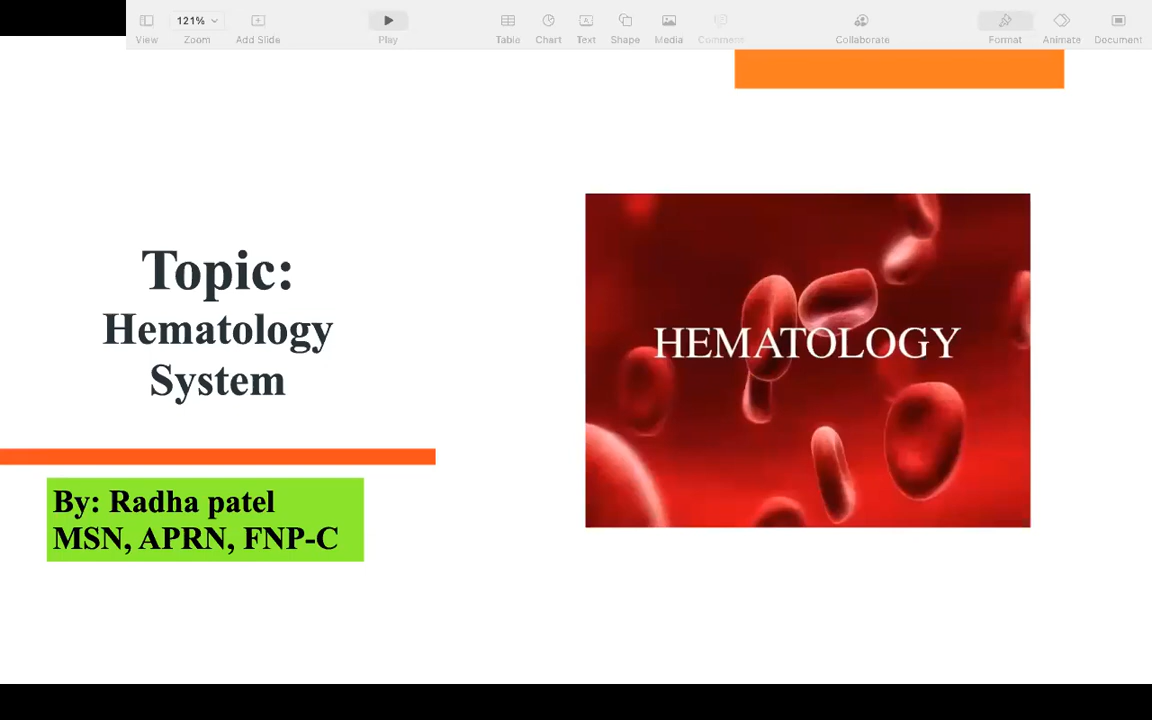 121%
View
Zoom
Add Slide
Play
Table
Chart
Text
Shape
Media
Comment
Collaborate
Format
Animate
Document
Topic:
Hematology
System
By: Radha patel
MSN, APRN, FNP-C
HEMATOLOGY